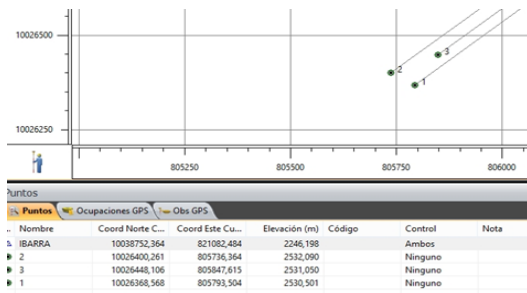 10026500
3
2
1
10026250
805250 805500 805750 806000
Puntos
Puntos Ocupaciones GPS Obs GPS
... Nombre Coord Norte C... Coord Este Cu... Elevación (m) Código Control Nota
IBARRA 10038752,364 821082,484 2246,198 Ambos
2 10026400,261 805736,364 2532,090 Ninguno
3 10026448,106 805847,615 2531,050 Ninguno
1 10026368,568 805793,504 2530,501 Ninguno